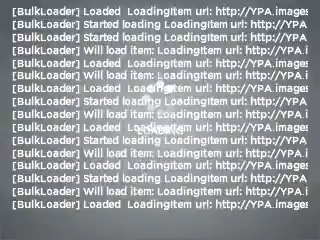 [BulkLoader] Loaded LoadingItem url: http://YPA.images
[BulkLoader] Started loading LoadingItem url: http://YPA
[BulkLoader] Started loading LoadingItem url: http://YPA
[BulkLoader] Will load item: LoadingItem url: http://YPA.i
[BulkLoader] Loaded LoadingItem url: http://YPA.images
[BulkLoader] Will load item: LoadingItem url: http://YPA.i
[BulkLoader] Loaded LoadingItem url: http://YPA.images
[BulkLoader] Started loading LoadingItem url: http://YPA
[BulkLoader] Will load item: LoadingItem url: http://YPA.i
[BulkLoader] Loaded LoadingItem url: http://YPA.images
LOADING
[BulkLoader] Started loading LoadingItem url: http://YPA
[BulkLoader] Will load item: LoadingItem url: http://YPA.i
[BulkLoader] Loaded LoadingItem url: http://YPA.images
[BulkLoader] Started loading LoadingItem url: http://YPA
[BulkLoader] Will load item: LoadingItem url: http://YPA.i
[BulkLoader] Loaded LoadingItem url: http://YPA.images